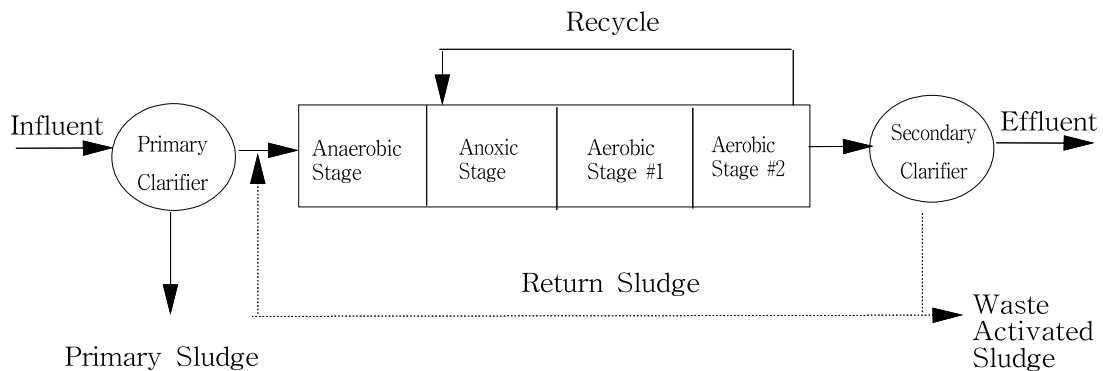 Recycle
Influent
Primary
Clarifier
Anaerobic
Stage
Anoxic
Stage
Aerobic
Stage #1
Aerobic
Stage #2
Seconday
Clarifier
Effluent
Return Sludge
Primary Sludge
Waste
Activated
Sludge